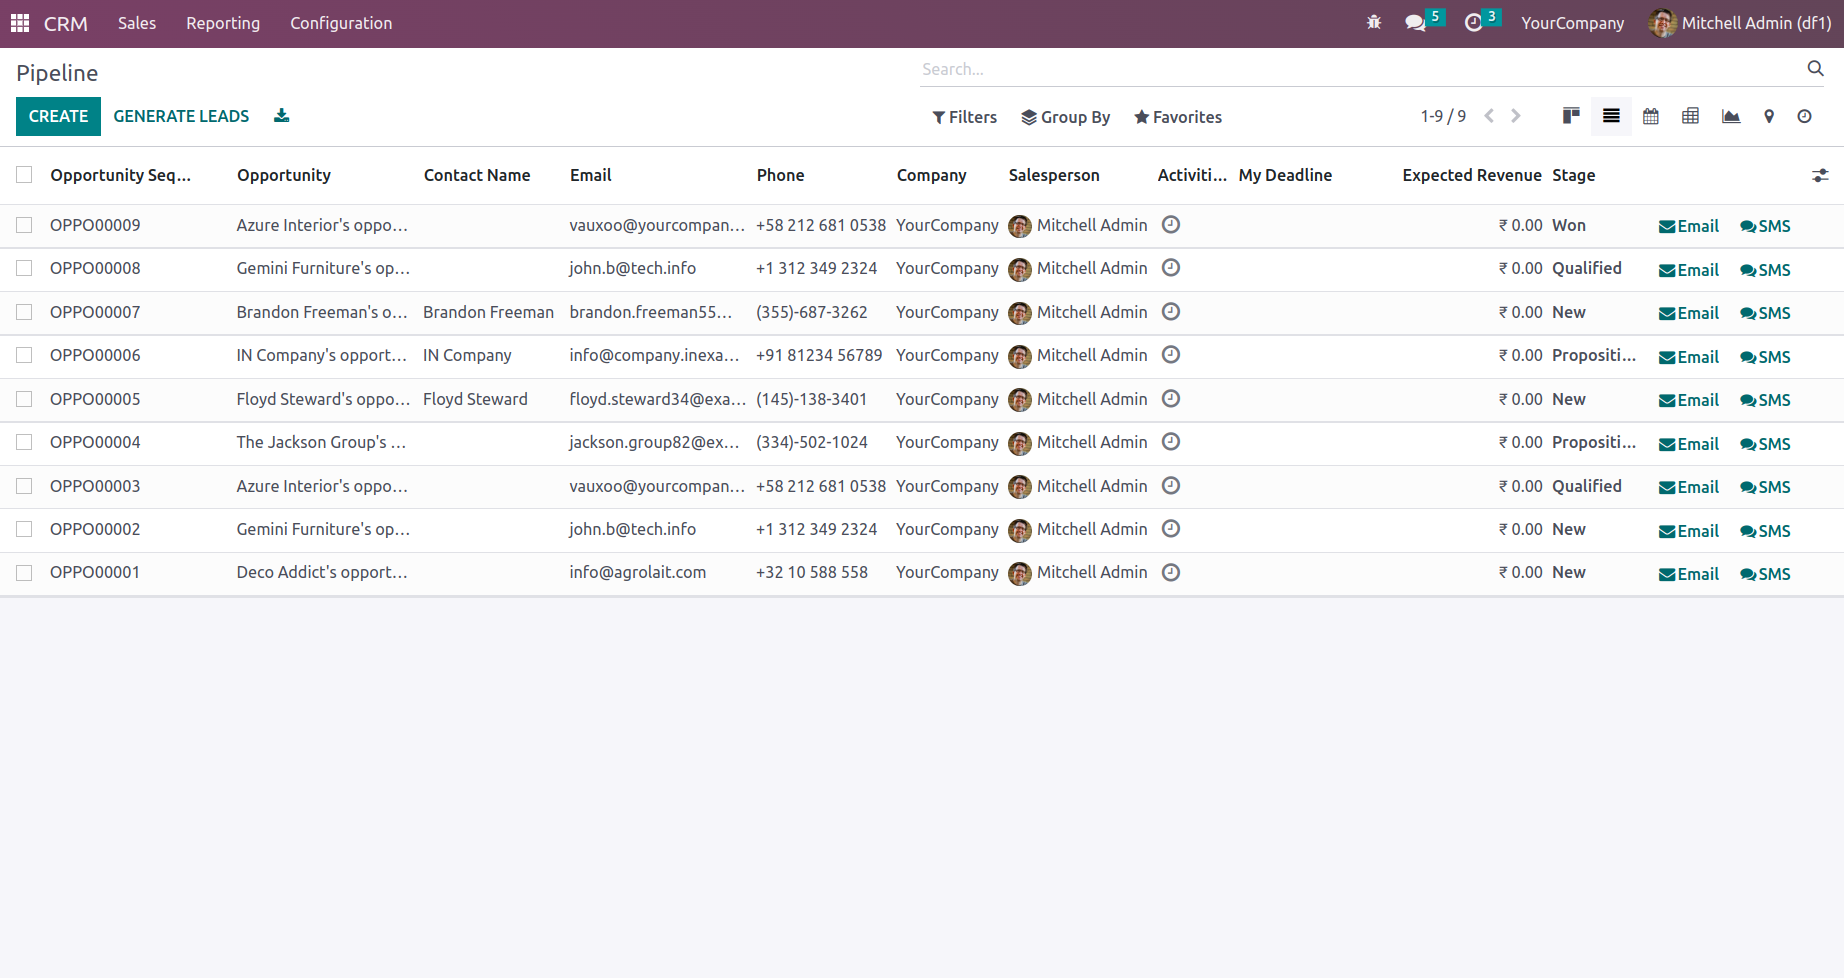 CRM Sales Reporting Configuration 5 3 YourCompany Mitchell Admin (df1)
Pipeline Search...
CREATE GENERATE LEADS Filters Group By Favorites 1-9 / 9
Opportunity Seq... Opportunity Contact Name Email Phone Company Salesperson Activiti... My Deadline Expected Revenue Stage
OPPO00009 Azure Interior's oppo... vauxoo@yourcompan... +58 212 681 0538 YourCompany Mitchell Admin ₹ 0.00 Won Email SMS
OPPO00008 Gemini Furniture's op... john.b@tech.info +1 312 349 2324 YourCompany Mitchell Admin ₹ 0.00 Qualified Email SMS
OPPO00007 Brandon Freeman's o... Brandon Freeman brandon.freeman55... (355)-687-3262 YourCompany Mitchell Admin ₹ 0.00 New Email SMS
OPPO00006 IN Company's opport... IN Company info@company.inexa... +91 81234 56789 YourCompany Mitchell Admin ₹ 0.00 Propositi... Email SMS
OPPO00005 Floyd Steward's oppo... Floyd Steward floyd.steward34@exa... (145)-138-3401 YourCompany Mitchell Admin ₹ 0.00 New Email SMS
OPPO00004 The Jackson Group's ... jackson.group82@ex... (334)-502-1024 YourCompany Mitchell Admin ₹ 0.00 Propositi... Email SMS
OPPO00003 Azure Interior's oppo... vauxoo@yourcompan... +58 212 681 0538 YourCompany Mitchell Admin ₹ 0.00 Qualified Email SMS
OPPO00002 Gemini Furniture's op... john.b@tech.info +1 312 349 2324 YourCompany Mitchell Admin ₹ 0.00 New Email SMS
OPPO00001 Deco Addict's opport... info@agrolait.com +32 10 588 558 YourCompany Mitchell Admin ₹ 0.00 New Email SMS